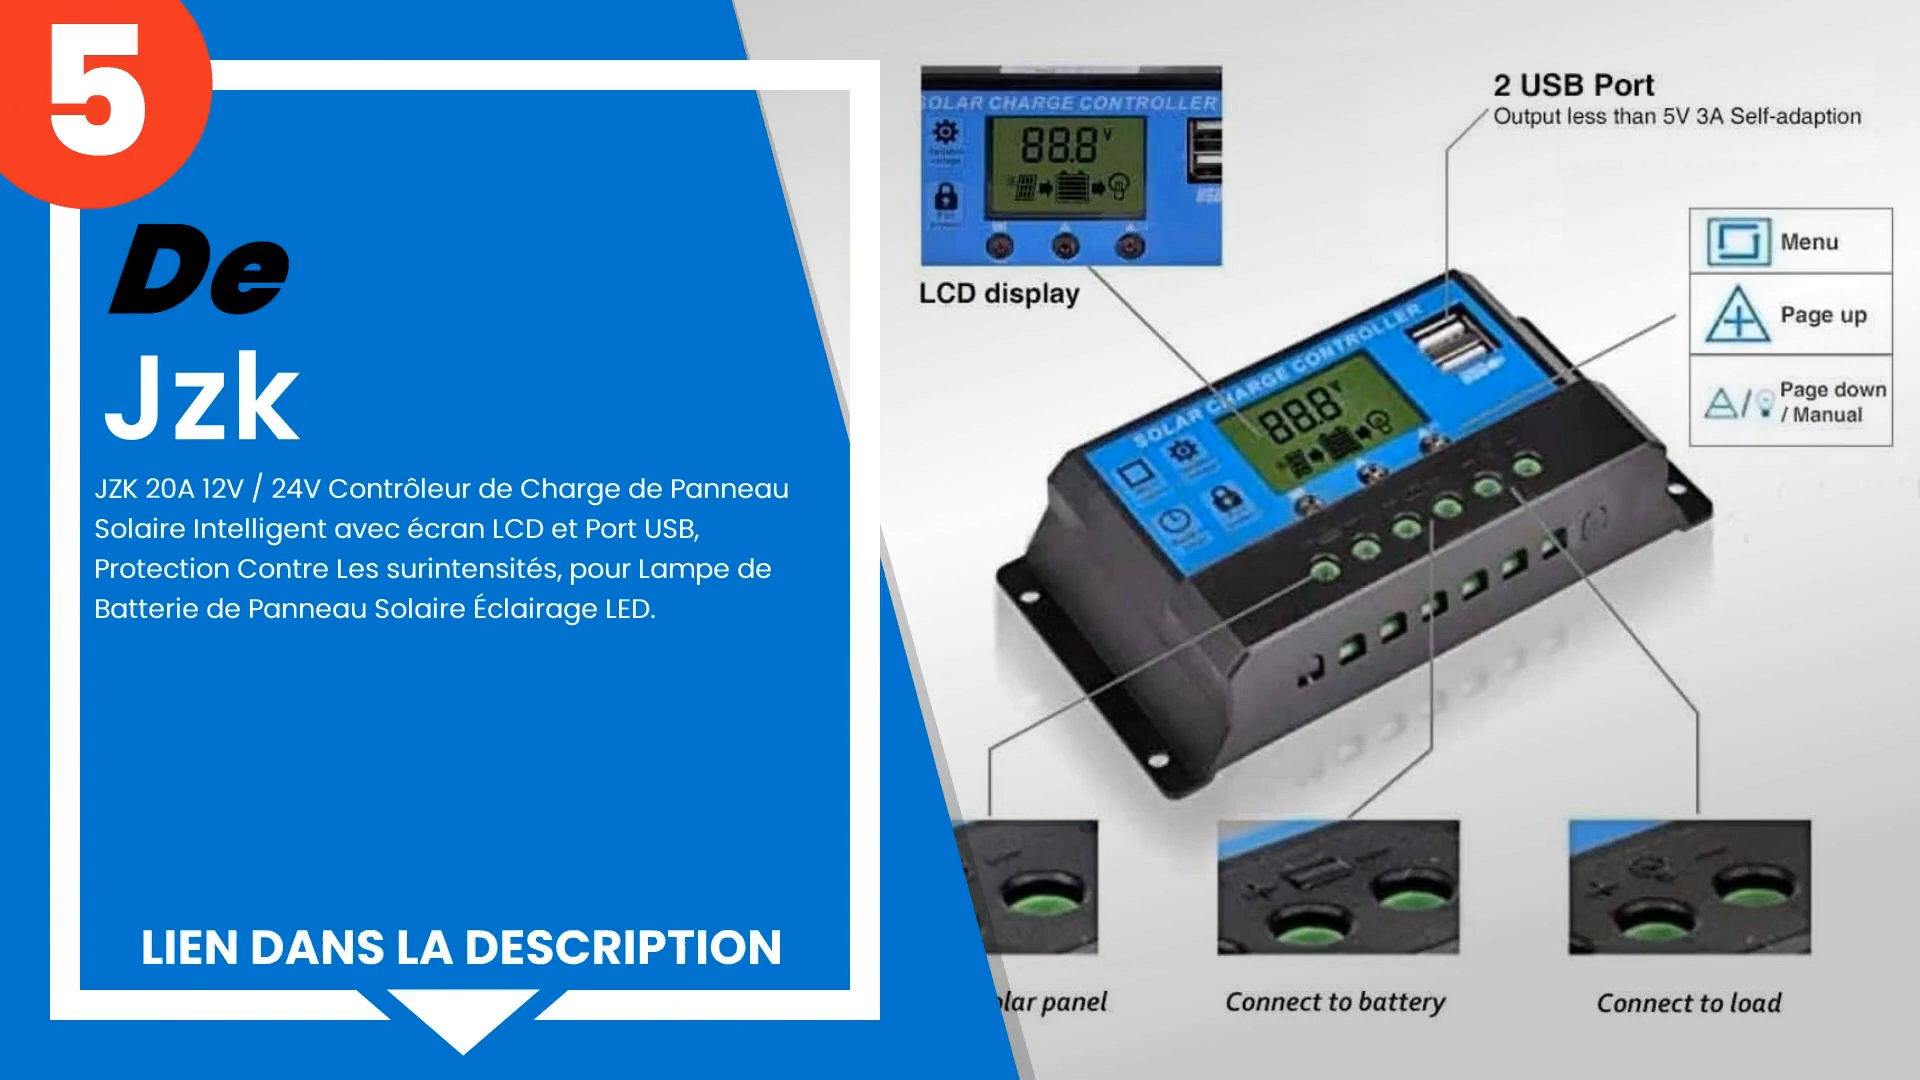 5
De
Jzk
JZK 20A 12V / 24V Contrôleur de Charge de Panneau
Solaire Intelligent avec écran LCD et Port USB,
Protection Contre Les surintensités, pour Lampe de
Batterie de Panneau Solaire Éclairage LED.
LIEN DANS LA DESCRIPTION
SOLAR CHARGE CONTROLLER
88.8 V
LCD display
2 USB Port
Output less than 5V 3A Self-adaption
Menu
Page up
Page down
/ Manual
SOLAR CHARGE CONTROLLER
88.8 V
olar panel
Connect to battery
Connect to load